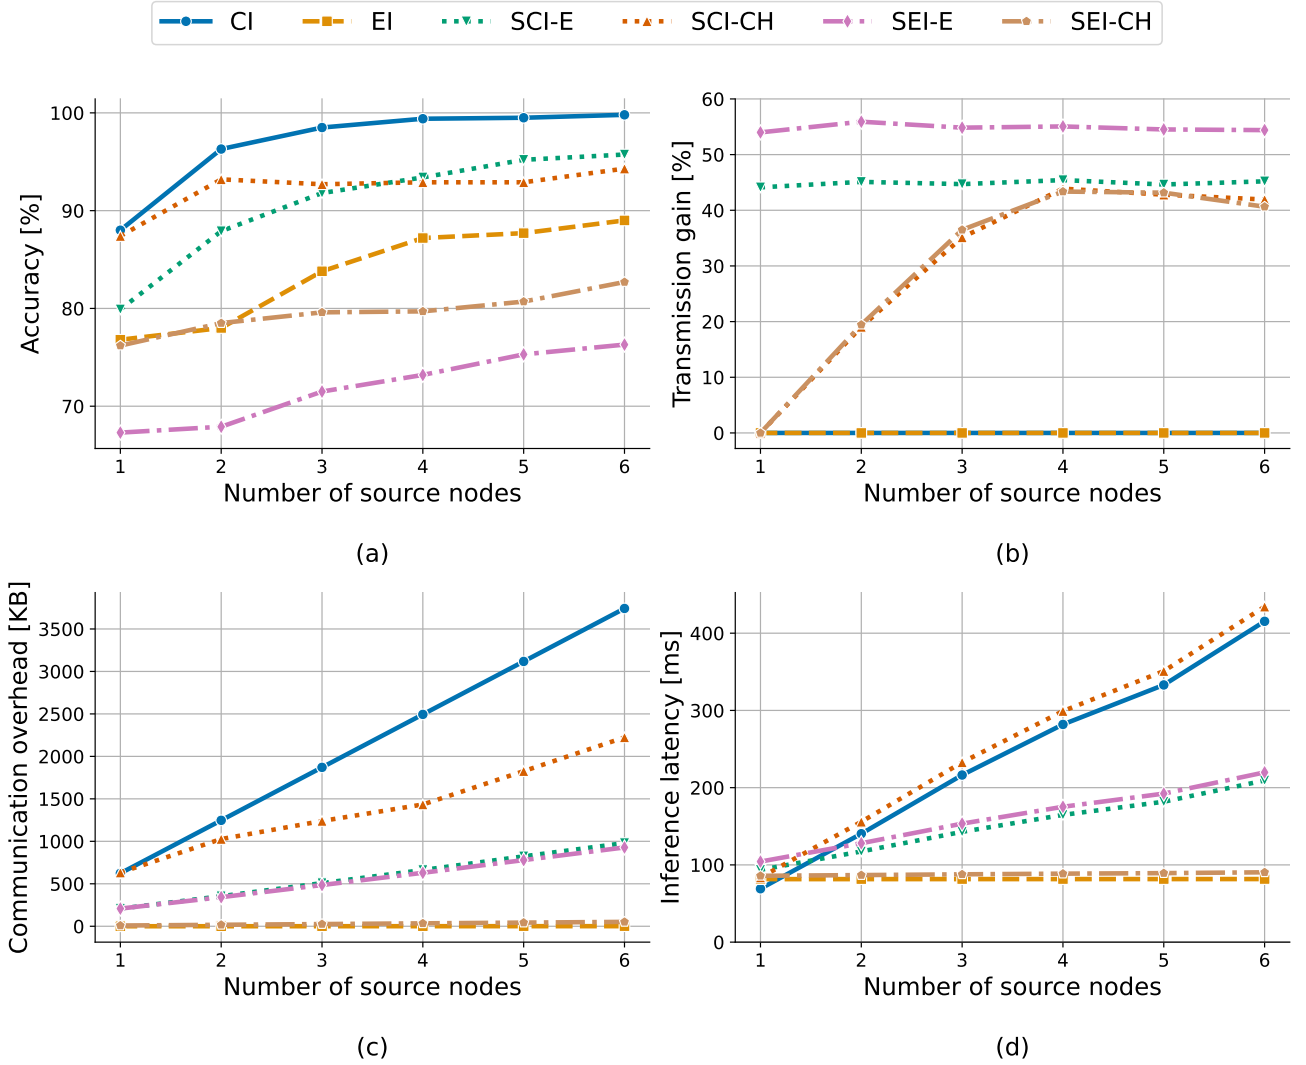 CI EI SCI-E SCI-CH SEI-E SEI-CH
Accuracy [%]
100
90
80
70
1 2 3 4 5 6
Number of source nodes
(a)
Transmission gain [%]
60
50
40
30
20
10
0
1 2 3 4 5 6
Number of source nodes
(b)
Communication overhead [KB]
3500
3000
2500
2000
1500
1000
500
0
1 2 3 4 5 6
Number of source nodes
(c)
Inference latency [ms]
400
300
200
100
0
1 2 3 4 5 6
Number of source nodes
(d)